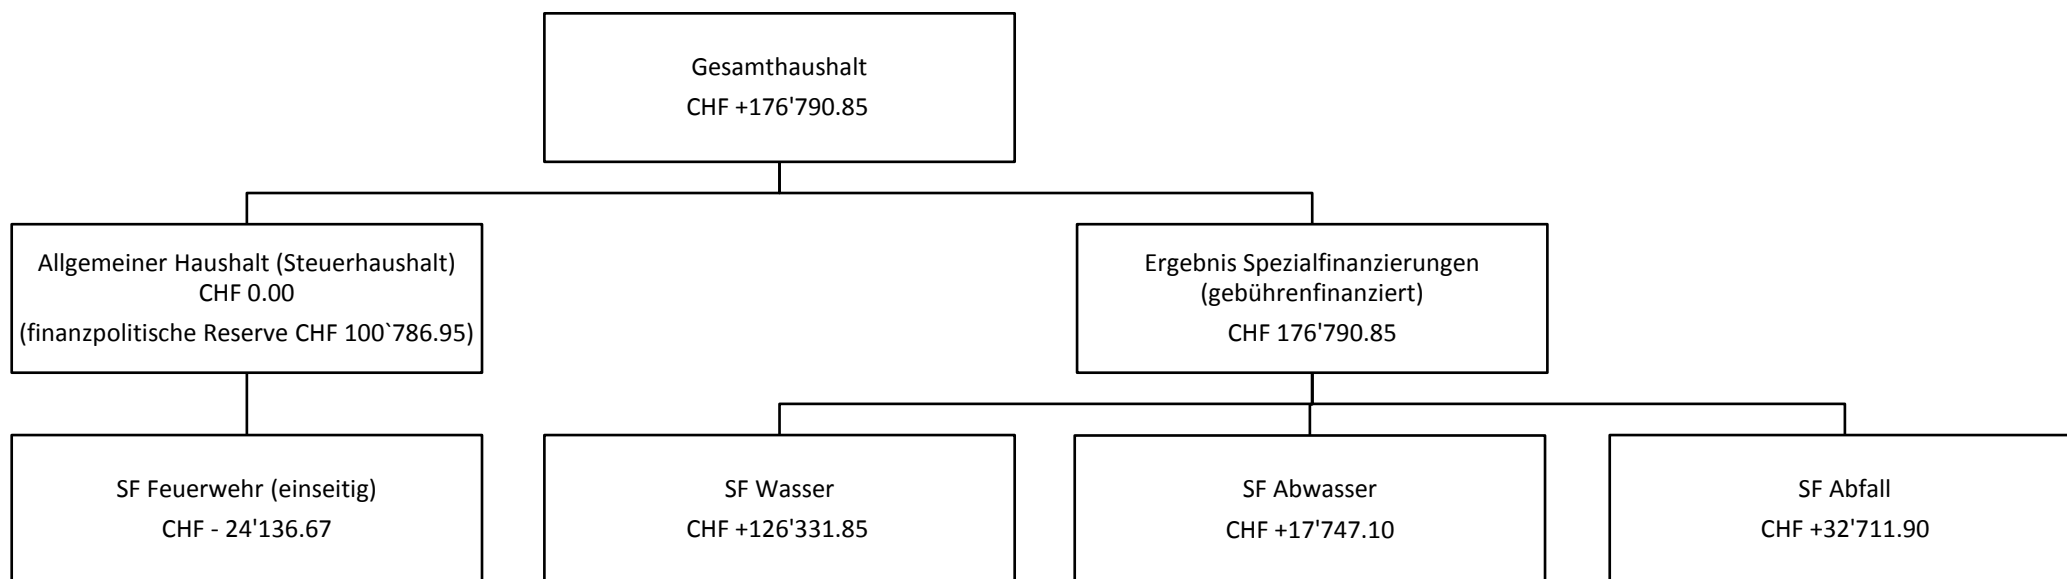 Gesamthaushalt
CHF +176'790.85
Allgemeiner Haushalt (Steuerhaushalt)
CHF 0.00
(finanzpolitische Reserve CHF 100`786.95)
Ergebnis Spezialfinanzierungen
(gebührenfinanziert)
CHF 176'790.85
SF Feuerwehr (einseitig)
CHF - 24'136.67
SF Wasser
CHF +126'331.85
SF Abwasser
CHF +17'747.10
SF Abfall
CHF +32'711.90